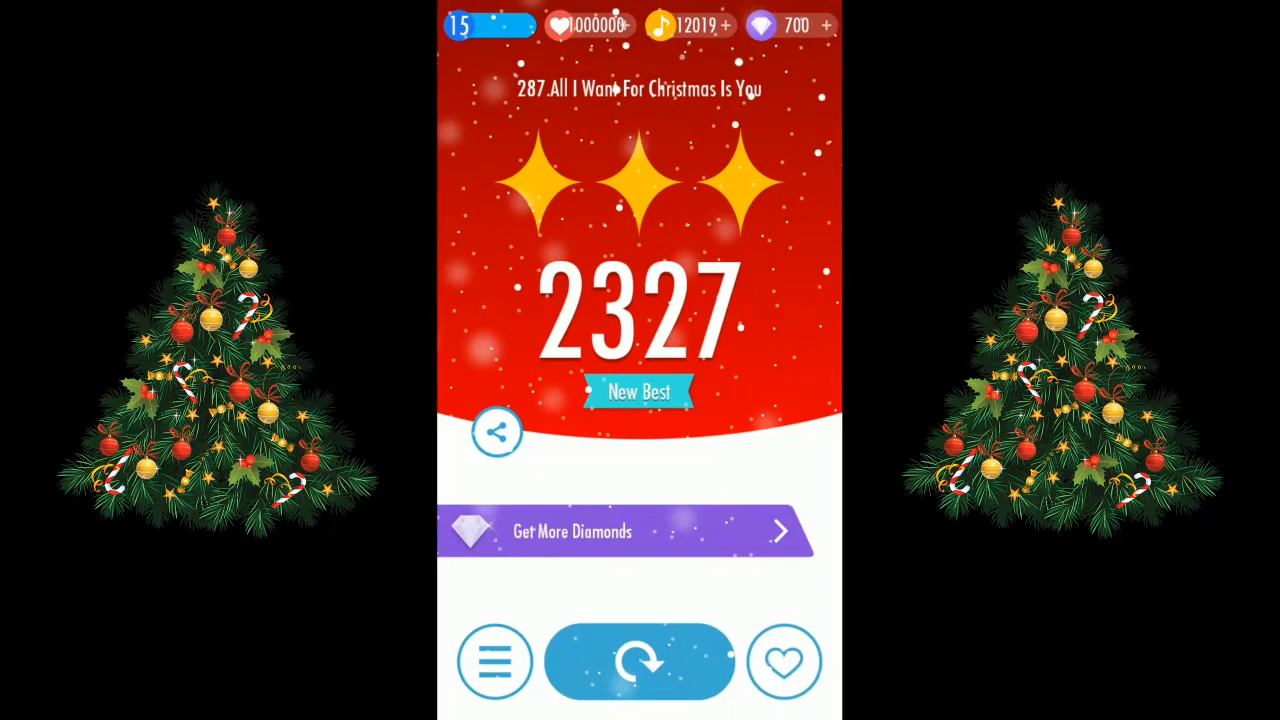 15 1000000+ 12019 + 700 +
287.All I Want For Christmas Is You
2327
New Best
Get More Diamonds